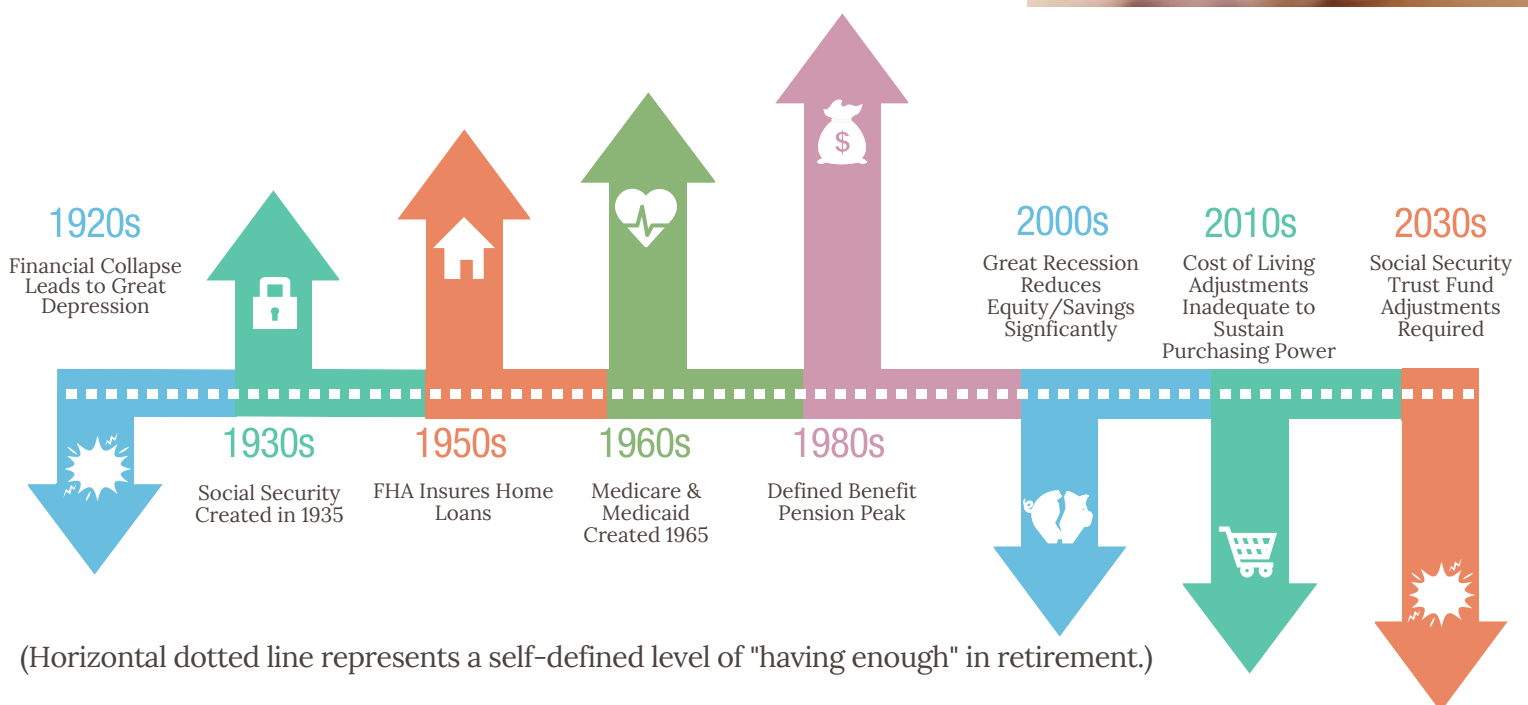 1920s
Financial Collapse
Leads to Great
Depression
1930s
Social Security
Created in 1935
1950s
FHA Insures Home
Loans
1960s
Medicare &
Medicaid
Created 1965
$
1980s
Defined Benefit
Pension Peak
2000s
Great Recession
Reduces
Equity/Savings
Signficantly
2010s
Cost of Living
Adjustments
Inadequate to
Sustain
Purchasing Power
2030s
Social Security
Trust Fund
Adjustments
Required
(Horizontal dotted line represents a self-defined level of "having enough" in retirement.)